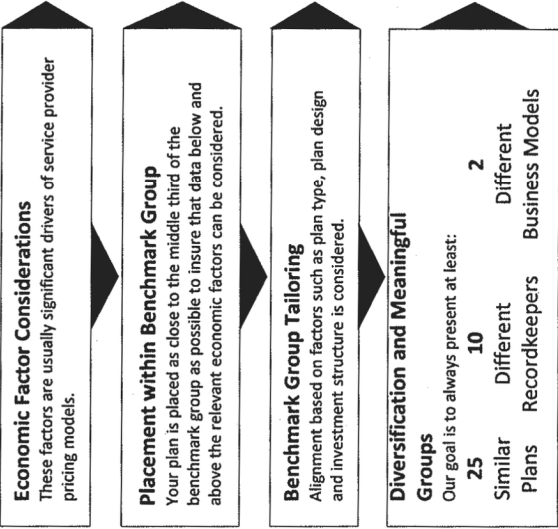 Economic Factor Considerations
These factors are usually significant drivers of service provider
pricing models.
Placement within Benchmark Group
Your plan is placed as close to the middle third of the
benchmark group as possible to insure that data below and
above the relevant economic factors can be considered.
Benchmark Group Tailoring
Alignment based on factors such as plan type, plan design
and investment structure is considered.
Diversification and Meaningful
Groups
Our goal is to always present at least:
25 10 2
Similar Different Different
Plans Recordkeepers Business Models